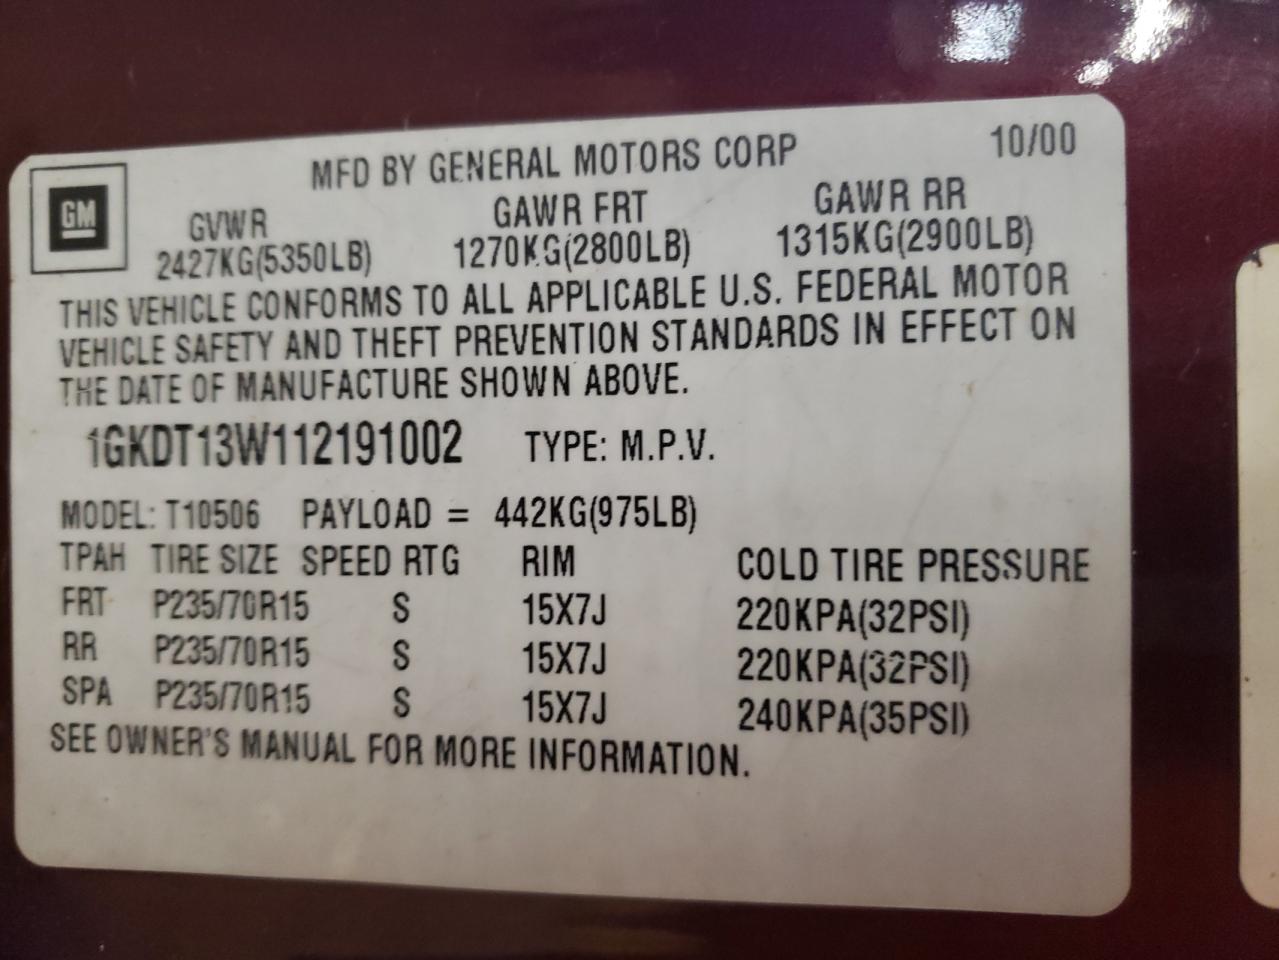 MFD BY GENERAL MOTORS CORP 10/00
GM
GVWR GAWR FRT GAWR RR
2427KG(5350LB) 1270KG(2800LB) 1315KG(2900LB)
THIS VEHICLE CONFORMS TO ALL APPLICABLE U.S. FEDERAL MOTOR
VEHICLE SAFETY AND THEFT PREVENTION STANDARDS IN EFFECT ON
THE DATE OF MANUFACTURE SHOWN ABOVE.
1GKDT13W112191002 TYPE: M.P.V.
MODEL: T10506 PAYLOAD = 442KG(975LB)
TPAH TIRE SIZE SPEED RTG RIM COLD TIRE PRESSURE
FRT P235/70R15 S 15X7J 220KPA(32PSI)
RR P235/70R15 S 15X7J 220KPA(32PSI)
SPA P235/70R15 S 15X7J 240KPA(35PSI)
SEE OWNER'S MANUAL FOR MORE INFORMATION.